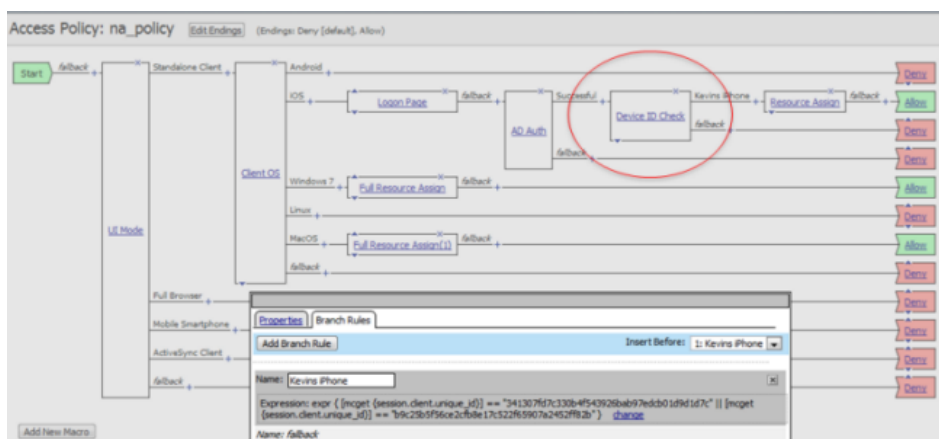 Access Policy: na_policy Edit Endings (Endings: Deny [default], Allow)
Start fallback + Standalone Client + Android + Deny
iOS + Logon Page fallback + Successful + Kevins iPhone + Resource Assign fallback + Allow
AD Auth Device ID Check fallback + Deny
fallback + Deny
Client OS Windows 7 + Full Resource Assign fallback + Allow
Linux + Deny
UI Mode MacOS + Full Resource Assign(1) fallback + Allow
fallback + Deny
Full Browser + Deny
Properties Branch Rules
Mobile Smartphone + Deny
Add Branch Rule Insert Before: 1: Kevins iPhone
ActiveSync Client + Deny
fallback + Deny
Name: Kevins iPhone
Expression: expr { [mcget {session.client.unique_id}] == "341307fd7c330b4f543926bab97edcb01d9d1d7c" || [mcget
{session.client.unique_id}] == "b9c25b5f56ce2cfb8e17c522f65907a2452ff82b" } change
Name: fallback
Add New Macro